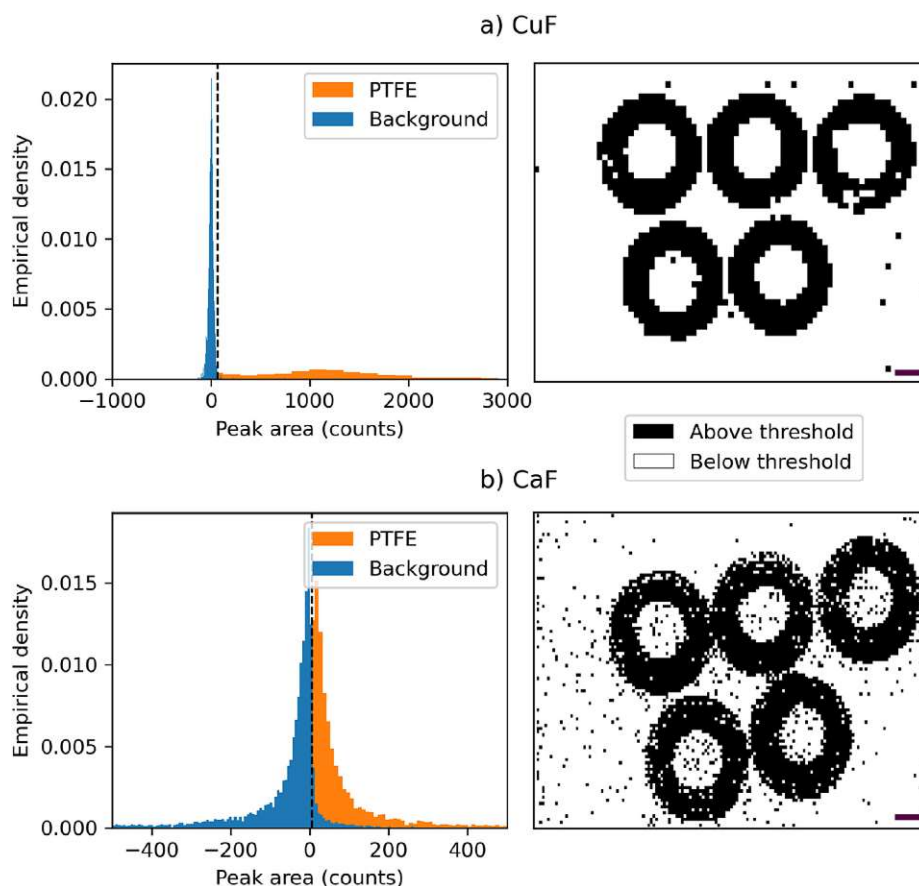 a) CuF
PTFE
Background
Empirical density
0.020
0.015
0.010
0.005
0.000
−1000
0
1000
2000
3000
Peak area (counts)
Above threshold
Below threshold
b) CaF
PTFE
Background
Empirical density
0.015
0.010
0.005
0.000
−400
−200
0
200
400
Peak area (counts)